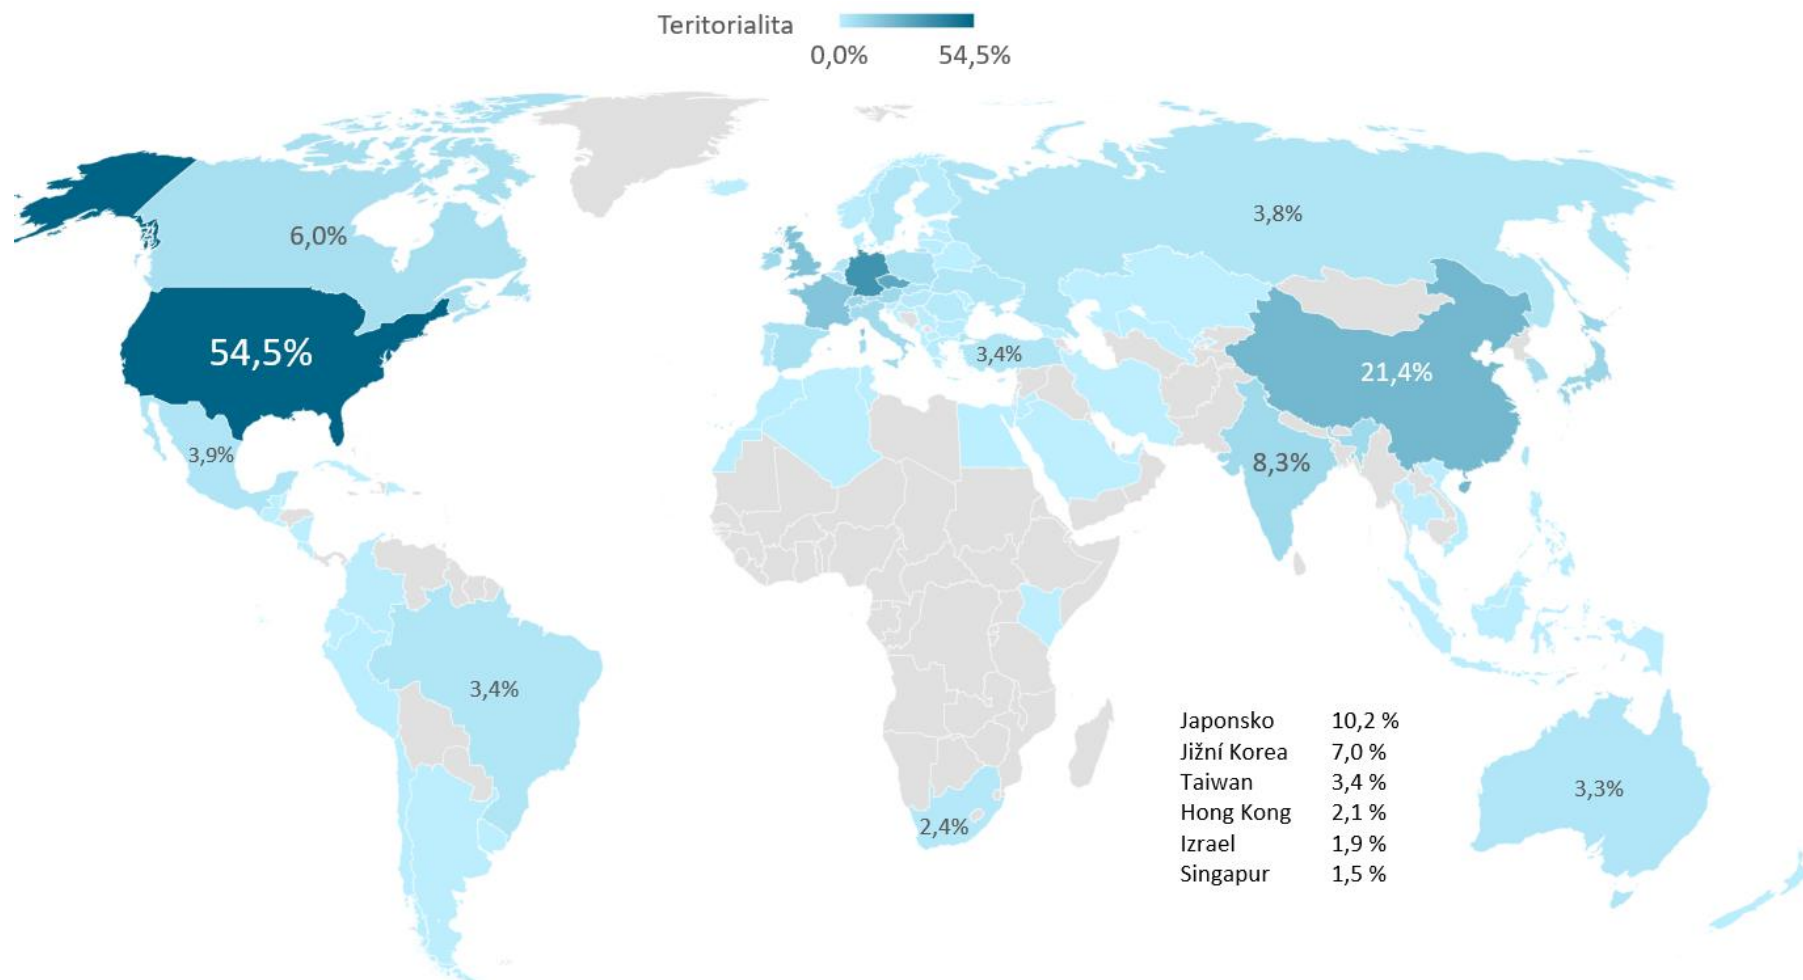 Teritorialita
0,0% 54,5%
3,8%
6,0%
54,5%
3,4%
21,4%
3,9%
8,3%
3,4%
Japonsko 10,2 %
Jižní Korea 7,0 %
Taiwan 3,4 %
3,3%
Hong Kong 2,1 %
2,4%
Izrael 1,9 %
Singapur 1,5 %